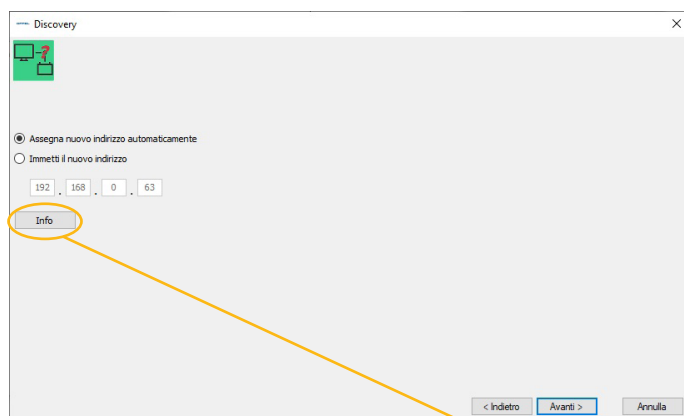 Discovery
Assegna nuovo indirizzo automaticamente
Immetti il nuovo indirizzo
192 . 168 . 0 . 63
Info
< Indietro Avanti > Annulla